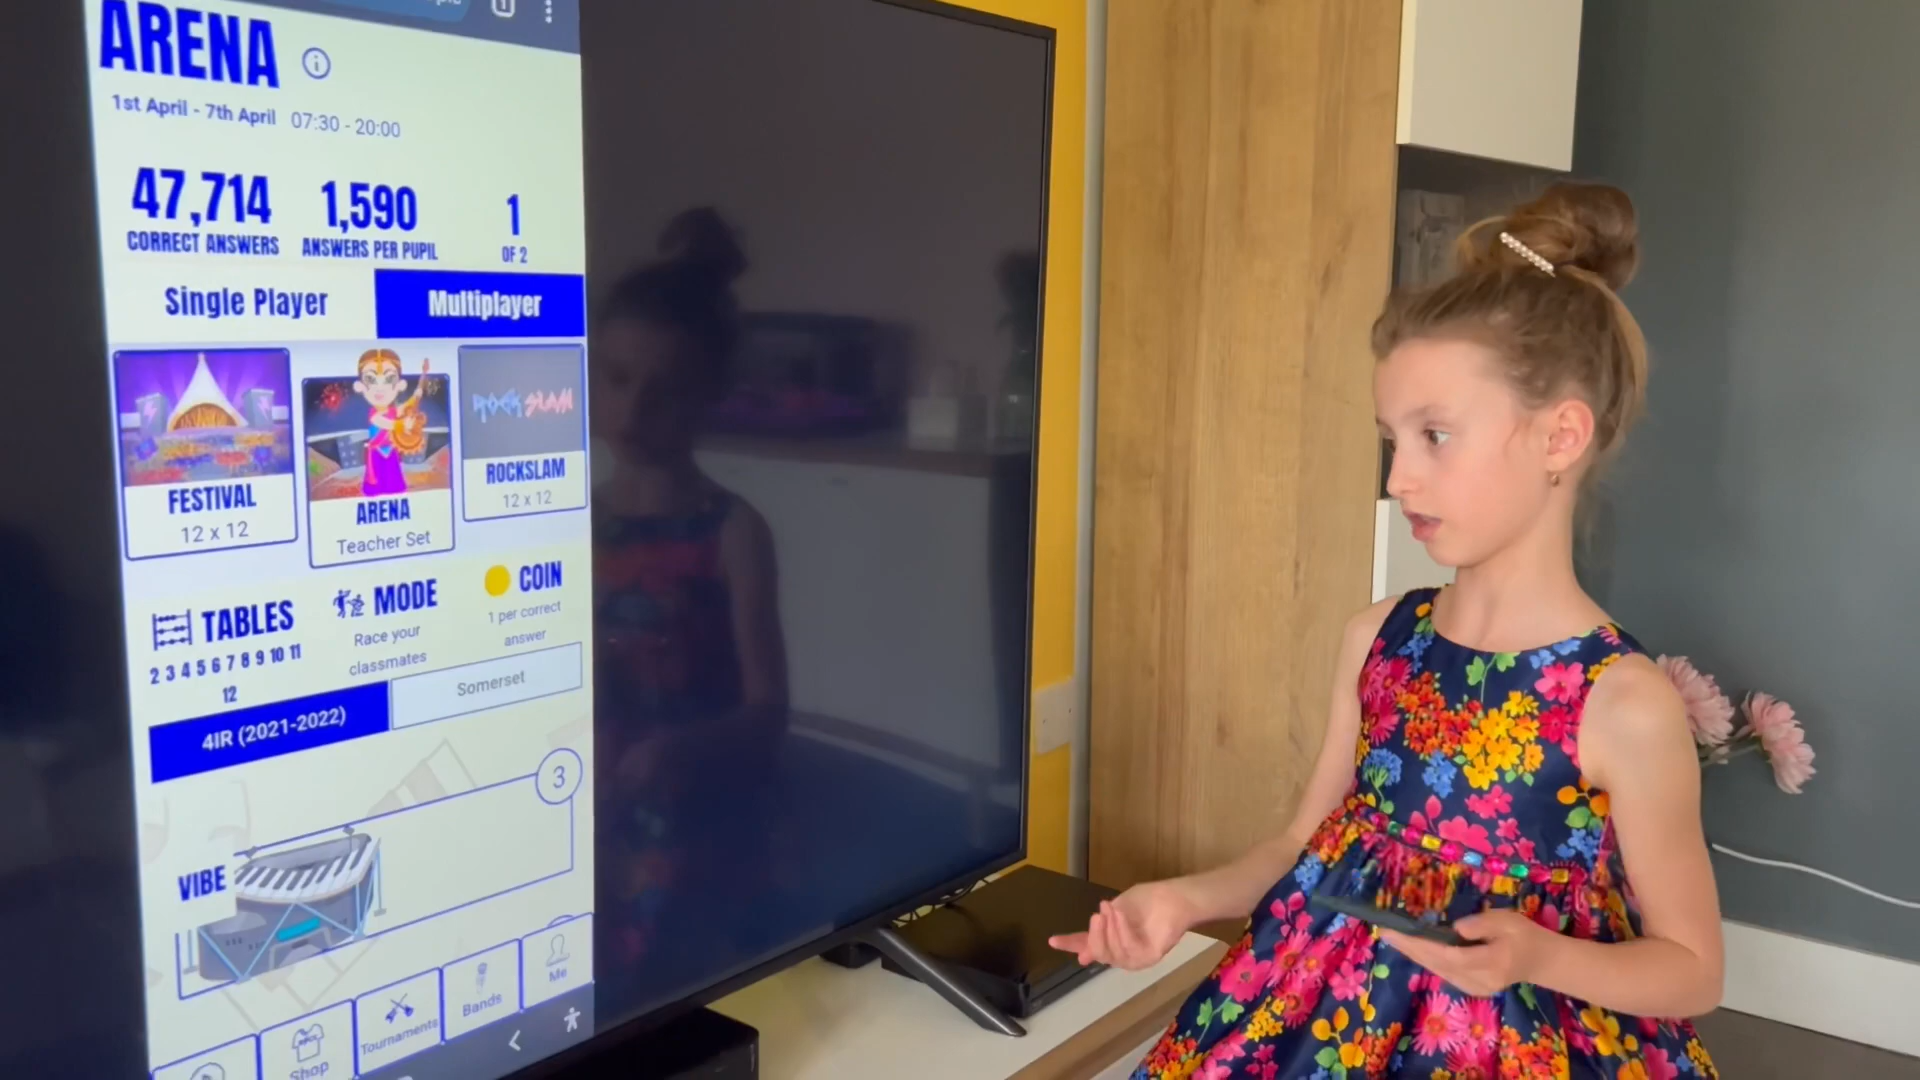 ARENA
1st April - 7th April 07:30 - 20:00
47,714 1,590 1
CORRECT ANSWERS ANSWERS PER PUPIL OF 2
Single Player Multiplayer
ROCK SLAM
FESTIVAL ARENA ROCKSLAM
12 x 12 Teacher Set 12 x 12
TABLES MODE COIN
2 3 4 5 6 7 8 9 10 11
12
Race your
classmates
1 per correct
answer
4IR (2021-2022) Somerset
3
VIBE
Shop Tournaments Bands Me